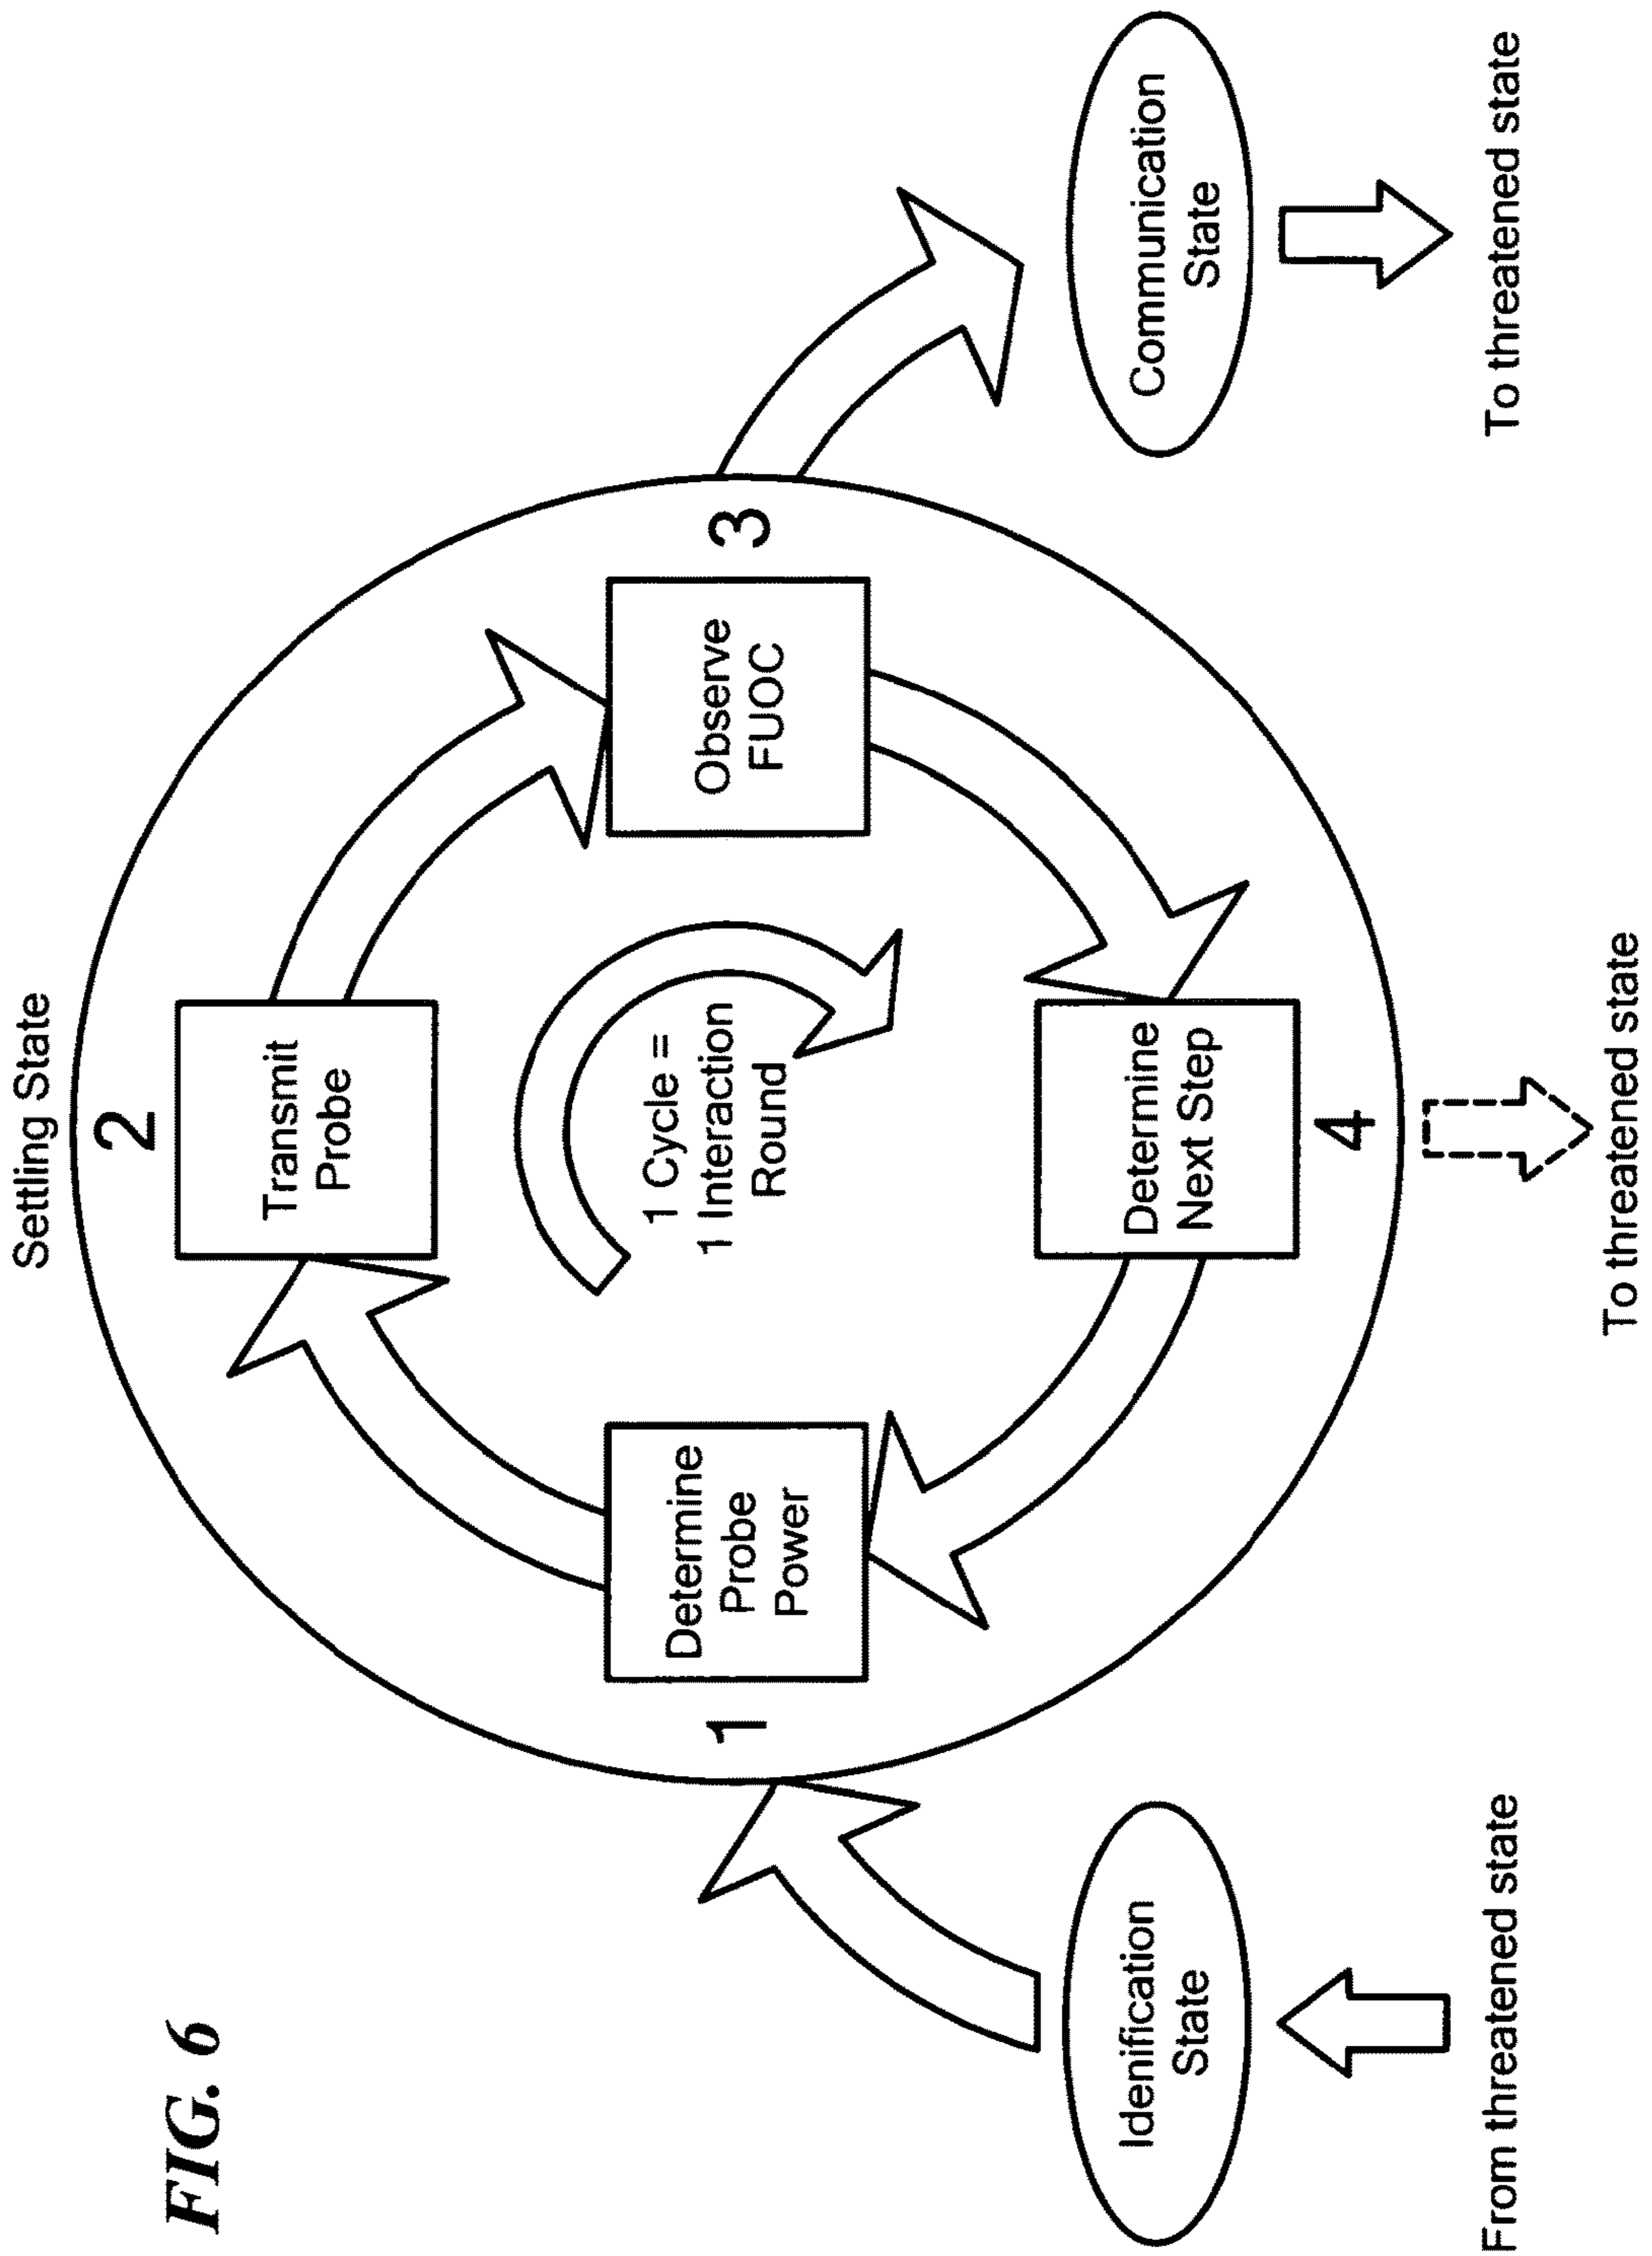 FIG. 6
Settling State
2
Transmit
Probe
1
Determine
Probe
Power
1 Cycle =
1 Interaction
Round
Observe
FUOC
3
Determine
Next Step
4
Idenification
State
From threatened state
To threatened state
Communication
State
To threatened state